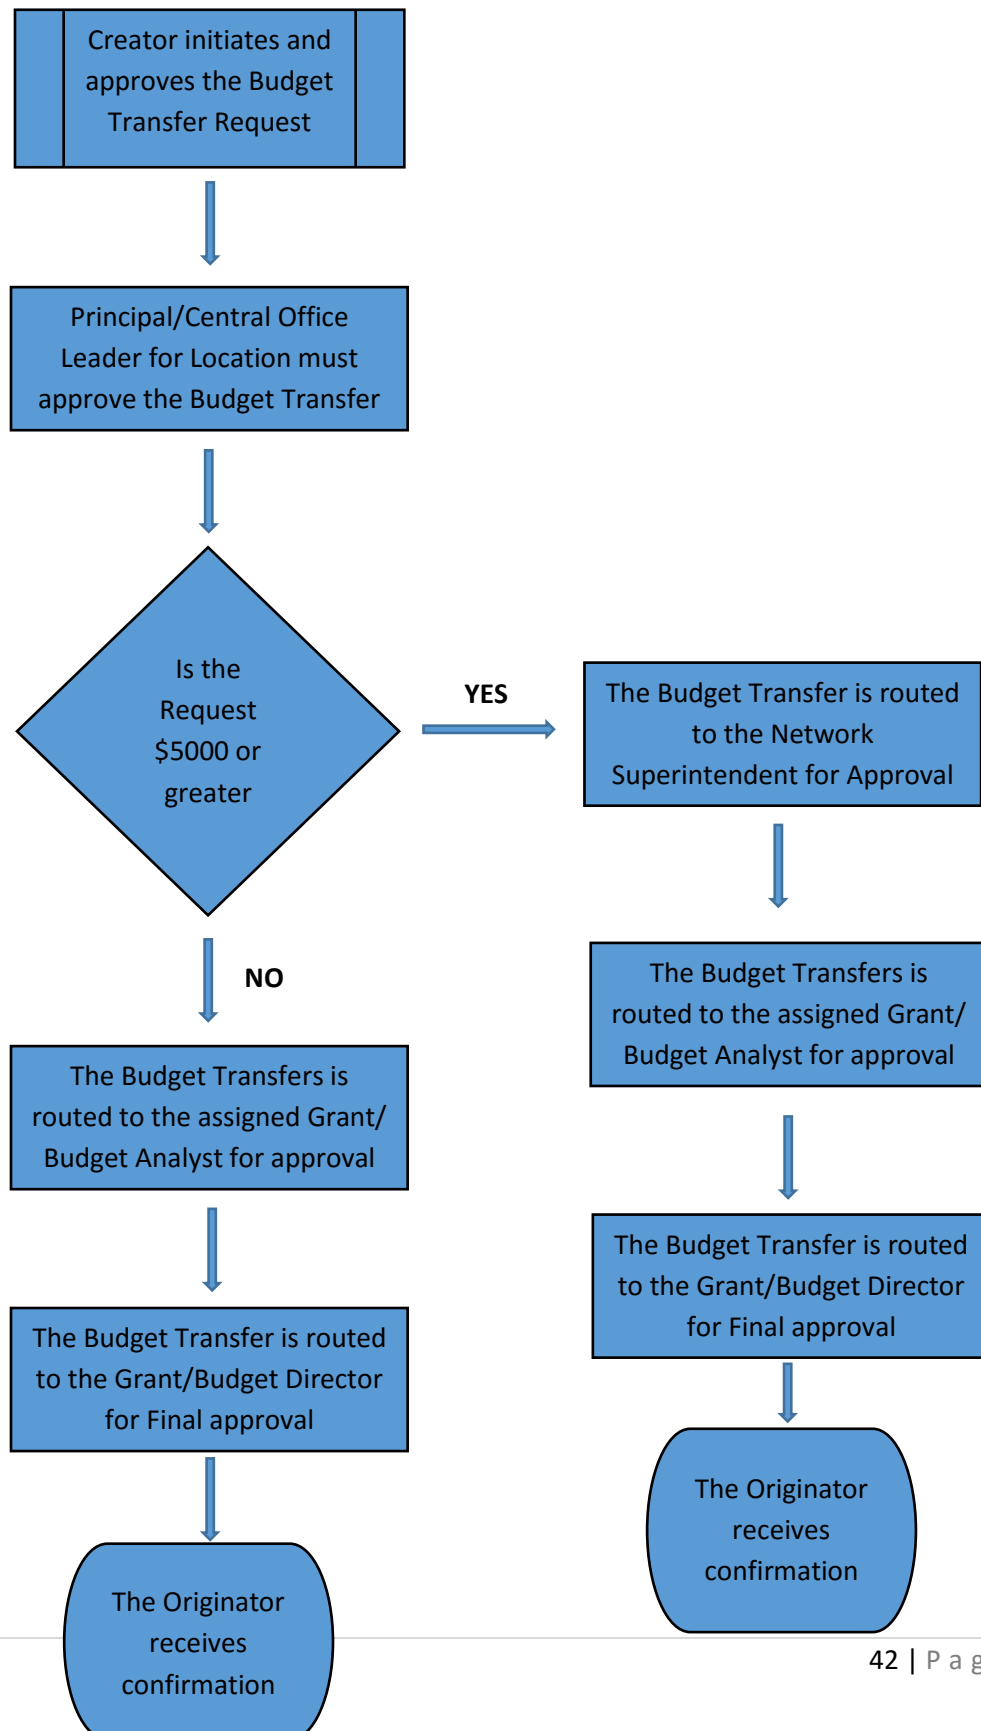 Creator initiates and
approves the Budget
Transfer Request
Principal/Central Office
Leader for Location must
approve the Budget Transfer
Is the
Request
$5000 or
greater
YES
The Budget Transfer is routed
to the Network
Superintendent for Approval
NO
The Budget Transfers is
routed to the assigned Grant/
Budget Analyst for approval
The Budget Transfers is
routed to the assigned Grant/
Budget Analyst for approval
The Budget Transfer is routed
to the Grant/Budget Director
for Final approval
The Budget Transfer is routed
to the Grant/Budget Director
for Final approval
The Originator
receives
confirmation
The Originator
receives
confirmation
42 | P a g